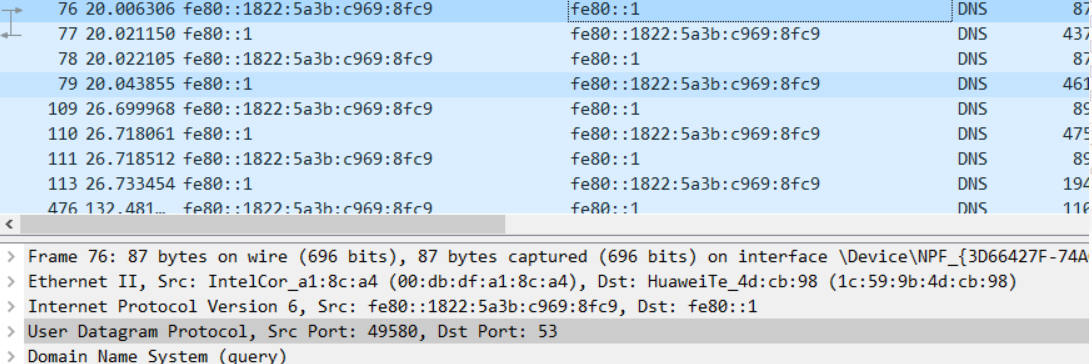 76 20.006306 fe80::1822:5a3b:c969:8fc9 fe80::1 DNS 87
77 20.021150 fe80::1 fe80::1822:5a3b:c969:8fc9 DNS 437
78 20.022105 fe80::1822:5a3b:c969:8fc9 fe80::1 DNS 87
79 20.043855 fe80::1 fe80::1822:5a3b:c969:8fc9 DNS 461
109 26.699968 fe80::1822:5a3b:c969:8fc9 fe80::1 DNS 89
110 26.718061 fe80::1 fe80::1822:5a3b:c969:8fc9 DNS 475
111 26.718512 fe80::1822:5a3b:c969:8fc9 fe80::1 DNS 89
113 26.733454 fe80::1 fe80::1822:5a3b:c969:8fc9 DNS 194
476 132.481… fe80::1822:5a3b:c969:8fc9 fe80::1 DNS 110
Frame 76: 87 bytes on wire (696 bits), 87 bytes captured (696 bits) on interface \Device\NPF_{3D66427F-74A
Ethernet II, Src: IntelCor_a1:8c:a4 (00:db:df:a1:8c:a4), Dst: HuaweiTe_4d:cb:98 (1c:59:9b:4d:cb:98)
Internet Protocol Version 6, Src: fe80::1822:5a3b:c969:8fc9, Dst: fe80::1
User Datagram Protocol, Src Port: 49580, Dst Port: 53
Domain Name System (query)